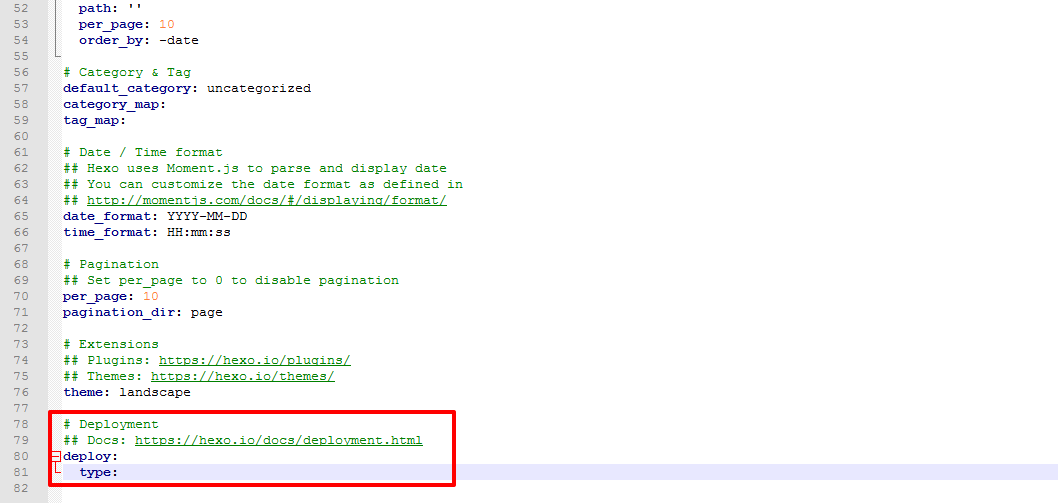 52 path: ''
53 per_page: 10
54 order_by: -date
55
56 # Category & Tag
57 default_category: uncategorized
58 category_map:
59 tag_map:
60
61 # Date / Time format
62 ## Hexo uses Moment.js to parse and display date
63 ## You can customize the date format as defined in
64 ## http://momentjs.com/docs/#/displaying/format/
65 date_format: YYYY-MM-DD
66 time_format: HH:mm:ss
67
68 # Pagination
69 ## Set per_page to 0 to disable pagination
70 per_page: 10
71 pagination_dir: page
72
73 # Extensions
74 ## Plugins: https://hexo.io/plugins/
75 ## Themes: https://hexo.io/themes/
76 theme: landscape
77
78 # Deployment
79 ## Docs: https://hexo.io/docs/deployment.html
80 deploy:
81 type:
82